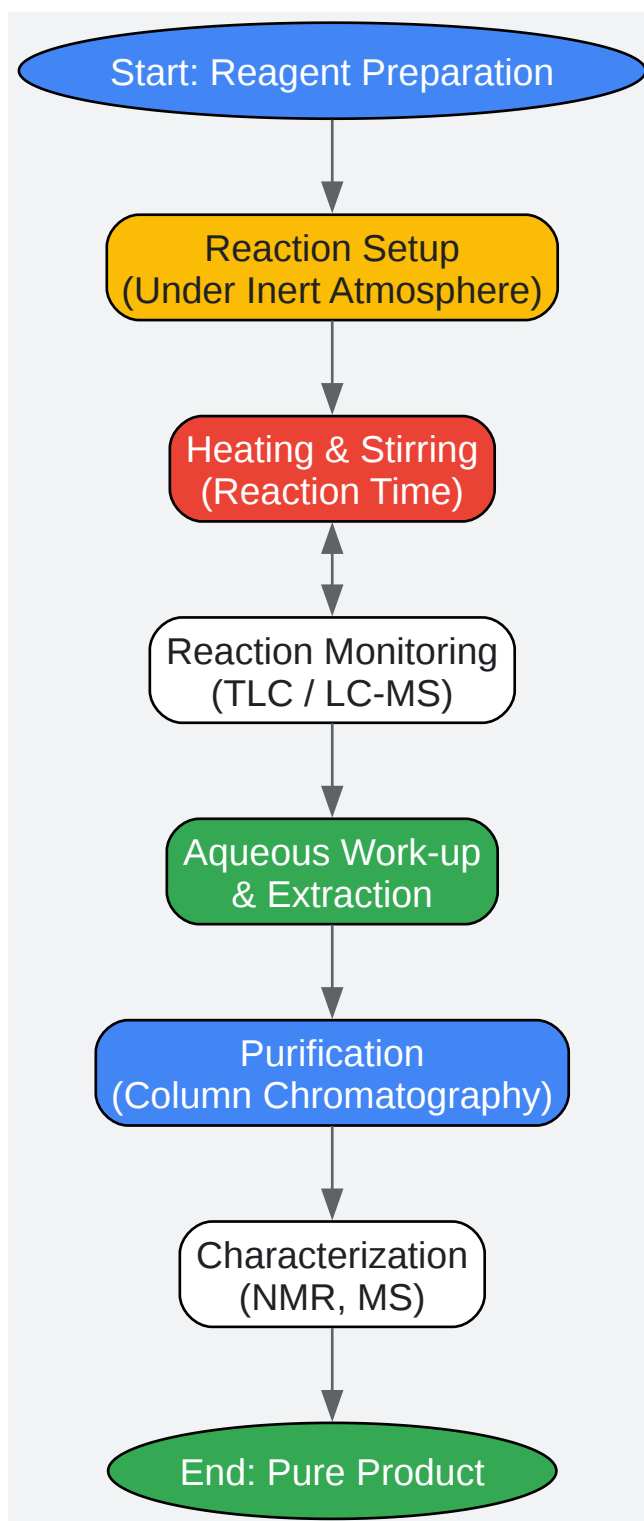 Start: Reagent Preparation
Reaction Setup
(Under Inert Atmosphere)
Heating & Stirring
(Reaction Time)
Reaction Monitoring
(TLC / LC-MS)
Aqueous Work-up
& Extraction
Purification
(Column Chromatography)
Characterization
(NMR, MS)
End: Pure Product